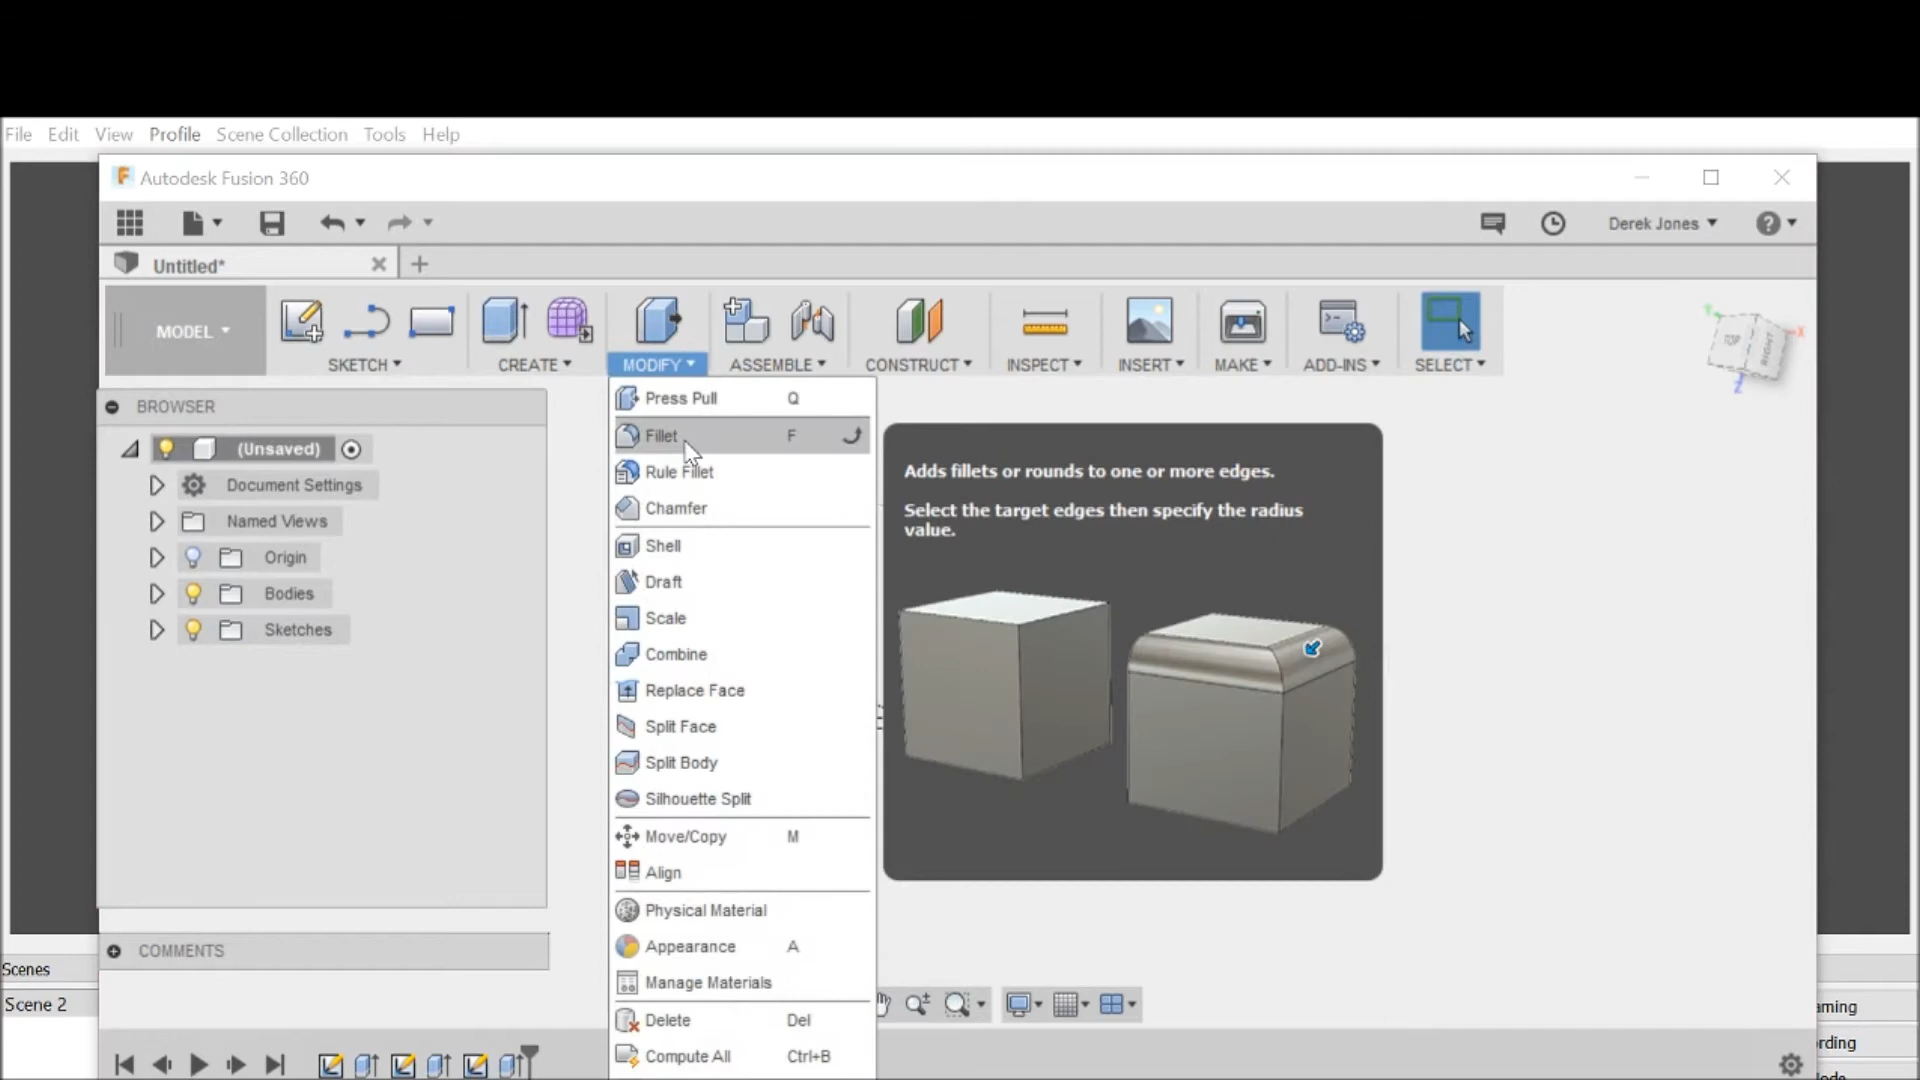 File Edit View Profile Scene Collection Tools Help
Autodesk Fusion 360
Derek Jones
Untitled*
MODEL
SKETCH CREATE MODIFY ASSEMBLE CONSTRUCT INSPECT INSERT MAKE ADD-INS SELECT
TOP RIGHT
X
Y
Z
BROWSER
(Unsaved)
Document Settings
Named Views
Origin
Bodies
Sketches
COMMENTS
Press Pull Q
Fillet F
Rule Fillet
Chamfer
Shell
Draft
Scale
Combine
Replace Face
Split Face
Split Body
Silhouette Split
Move/Copy M
Align
Physical Material
Appearance A
Manage Materials
Delete Del
Compute All Ctrl+B
Adds fillets or rounds to one or more edges.
Select the target edges then specify the radius
value.
Scenes
Scene 2
aming
rding